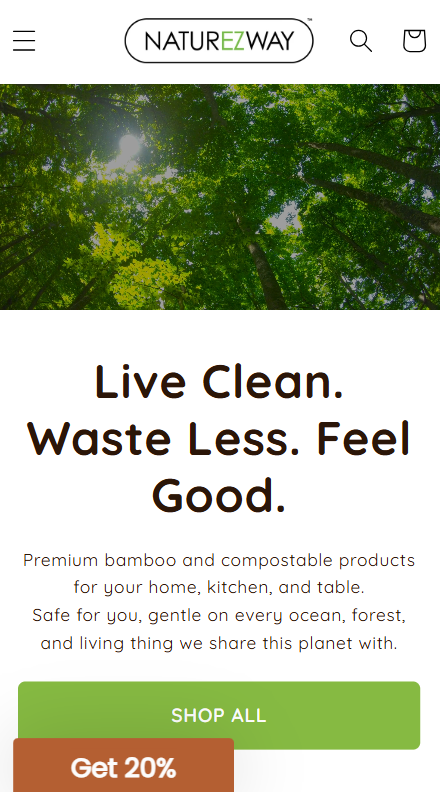 NATUREZWAY™
Live Clean.
Waste Less. Feel
Good.
Premium bamboo and compostable products
for your home, kitchen, and table.
Safe for you, gentle on every ocean, forest,
and living thing we share this planet with.
SHOP ALL
Get 20%